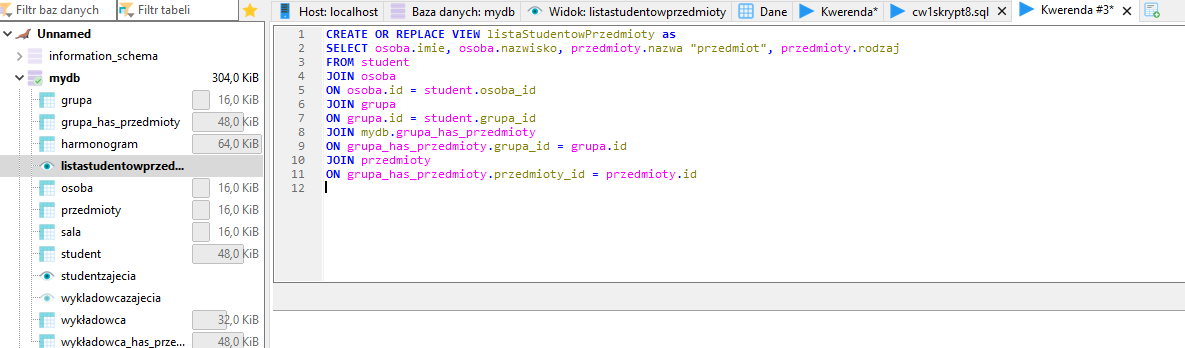 Filtr baz danych Filtr tabeli
Host: localhost Baza danych: mydb Widok: listastudentowprzedmioty Dane Kwerenda* cw1skrypt8.sql Kwerenda #3*
Unnamed
information_schema
mydb 304,0 KiB
grupa 16,0 KiB
grupa_has_przedmioty 48,0 KiB
harmonogram 64,0 KiB
listastudentowprzed...
osoba 16,0 KiB
przedmioty 16,0 KiB
sala 16,0 KiB
student 48,0 KiB
studentzajecia
wykladowcazajecia
wykładowca 32,0 KiB
wykładowca_has_prze... 48,0 KiB
1 CREATE OR REPLACE VIEW listaStudentowPrzedmioty as
2 SELECT osoba.imie, osoba.nazwisko, przedmioty.nazwa "przedmiot", przedmioty.rodzaj
3 FROM student
4 JOIN osoba
5 ON osoba.id = student.osoba_id
6 JOIN grupa
7 ON grupa.id = student.grupa_id
8 JOIN mydb.grupa_has_przedmioty
9 ON grupa_has_przedmioty.grupa_id = grupa.id
10 JOIN przedmioty
11 ON grupa_has_przedmioty.przedmioty_id = przedmioty.id
12